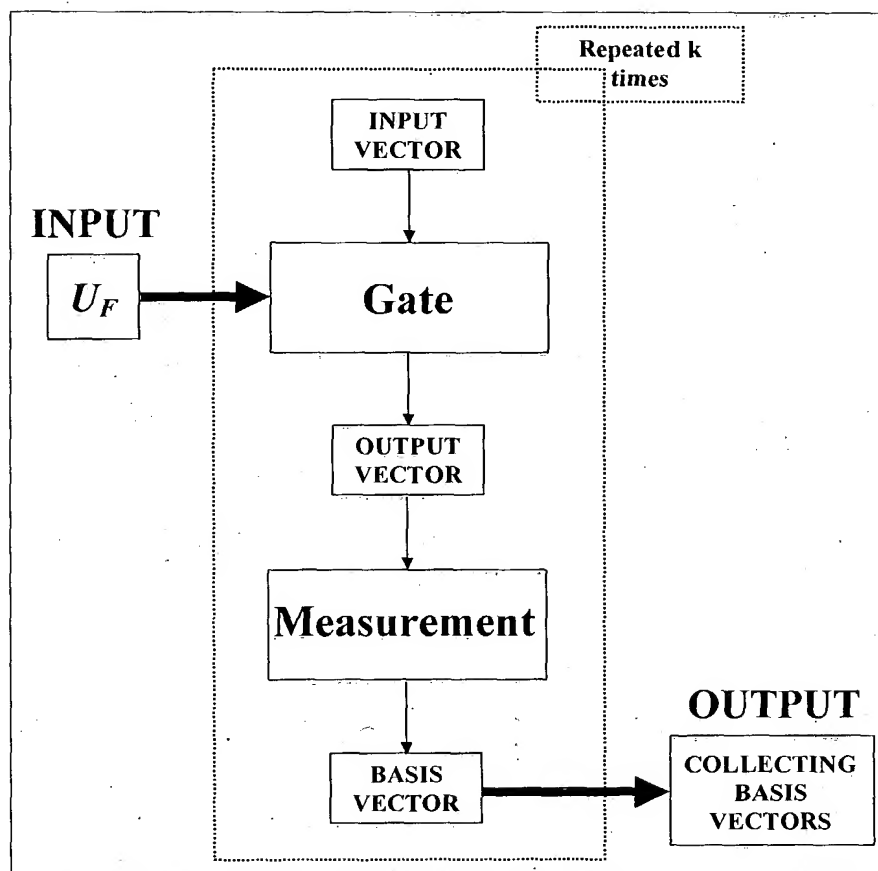 Repeated k
times
INPUT
VECTOR
INPUT
U_F
Gate
OUTPUT
VECTOR
Measurement
OUTPUT
BASIS
VECTOR
COLLECTING
BASIS
VECTORS